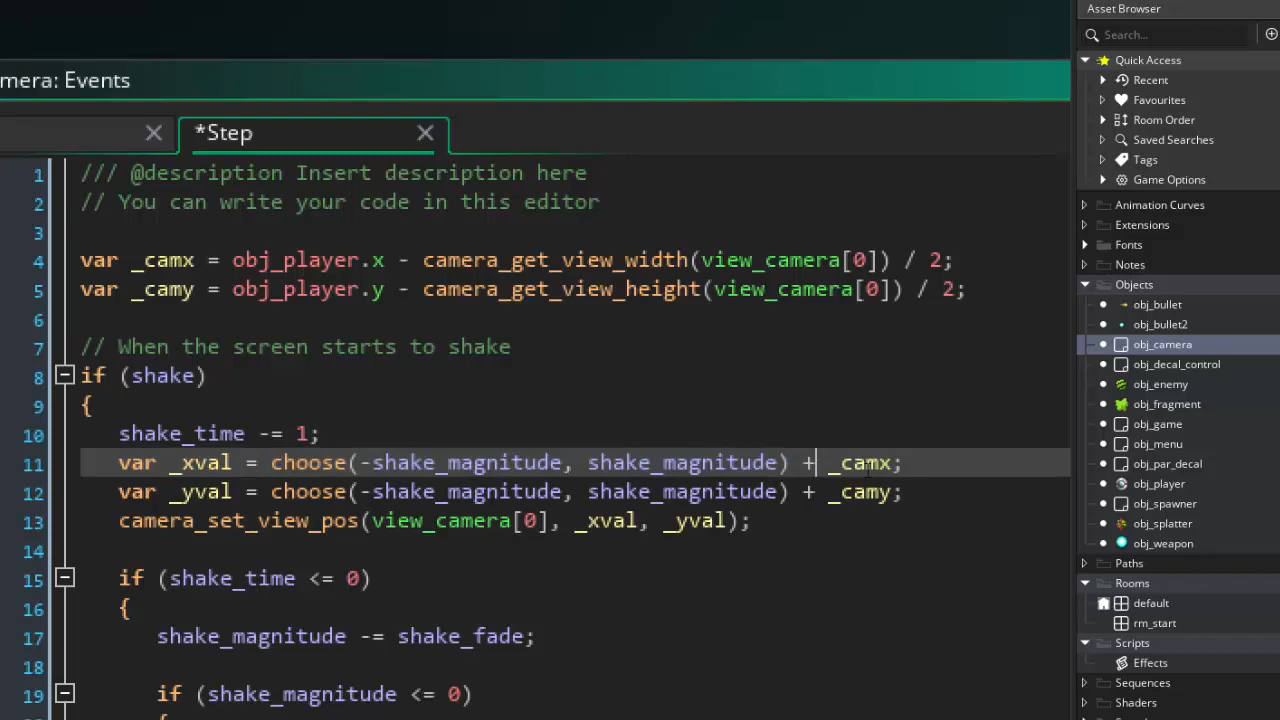 Asset Browser
Search...
mera: Events
*Step
1 /// @description Insert description here
2 // You can write your code in this editor
3
4 var _camx = obj_player.x - camera_get_view_width(view_camera[0]) / 2;
5 var _camy = obj_player.y - camera_get_view_height(view_camera[0]) / 2;
6
7 // When the screen starts to shake
8 if (shake)
9 {
10 shake_time -= 1;
11 var _xval = choose(-shake_magnitude, shake_magnitude) + _camx;
12 var _yval = choose(-shake_magnitude, shake_magnitude) + _camy;
13 camera_set_view_pos(view_camera[0], _xval, _yval);
14
15 if (shake_time <= 0)
16 {
17 shake_magnitude -= shake_fade;
18
19 if (shake_magnitude <= 0)
Quick Access
Recent
Favourites
Room Order
Saved Searches
Tags
Game Options
Animation Curves
Extensions
Fonts
Notes
Objects
obj_bullet
obj_bullet2
obj_camera
obj_decal_control
obj_enemy
obj_fragment
obj_game
obj_menu
obj_par_decal
obj_player
obj_spawner
obj_splatter
obj_weapon
Paths
Rooms
default
rm_start
Scripts
Effects
Sequences
Shaders